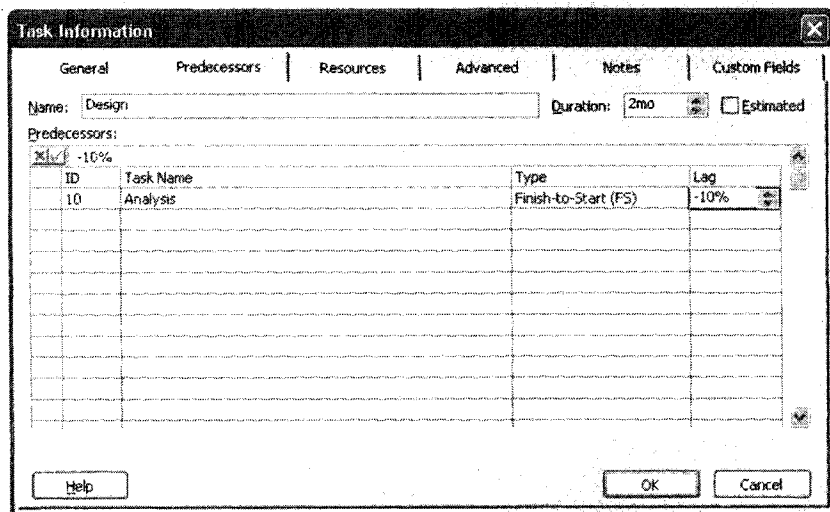 Task Information
General Predecessors Resources Advanced Notes Custom Fields
Name: Design Duration: 2mo Estimated
Predecessors:
-10%
ID Task Name Type Lag
10 Analysis Finish-to-Start (FS) -10%
Help OK Cancel